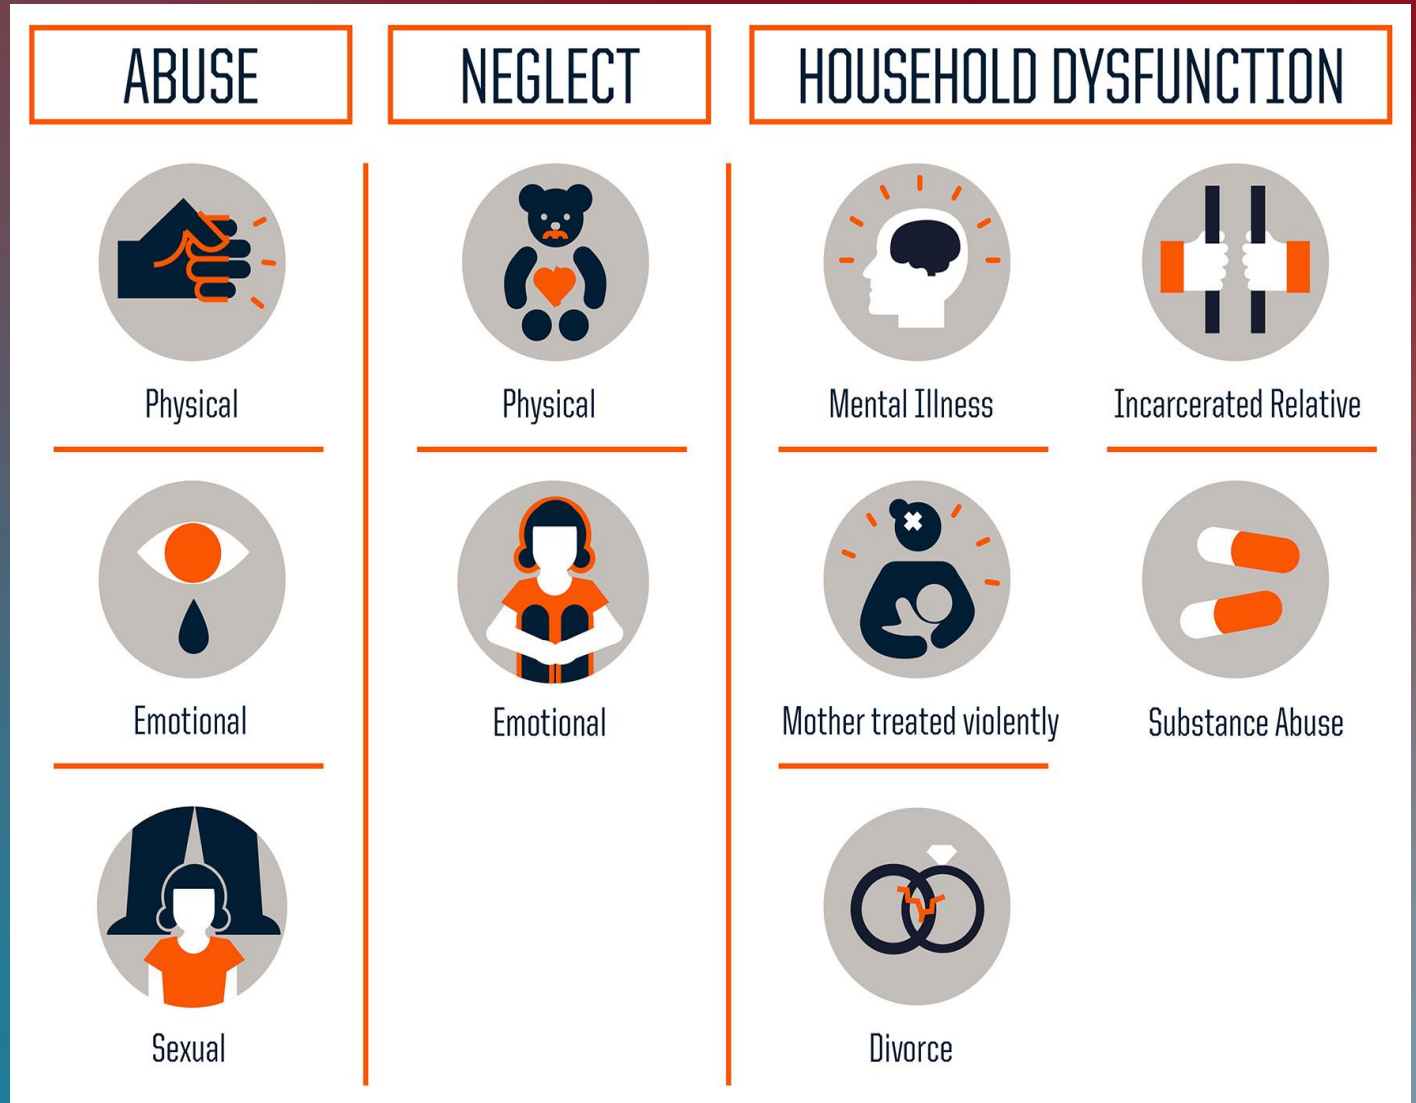 ABUSE
Physical
Emotional
Sexual
NEGLECT
Physical
Emotional
HOUSEHOLD DYSFUNCTION
Mental Illness
Incarcerated Relative
Mother treated violently
Substance Abuse
Divorce